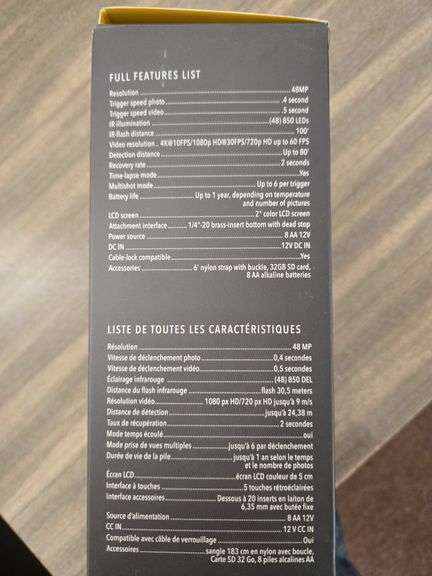 FULL FEATURES LIST
Resolution 48MP
Trigger speed photo .4 second
Trigger speed video .5 second
IR illumination (48) 850 LEDs
IR-flash distance 100'
Video resolution 4K@10FPS/1080p HD@30FPS/720p HD up to 60 FPS
Detection distance Up to 80'
Recovery rate 2 seconds
Time-lapse mode Yes
Multishot mode Up to 6 per trigger
Battery life Up to 1 year, depending on temperature
and number of pictures
LCD screen 2" color LCD screen
Attachment interface 1/4"-20 brass-insert bottom with dead stop
Power source 8 AA 12V
DC IN 12V DC IN
Cable-lock compatible Yes
Accessories 6' nylon strap with buckle, 32GB SD card,
8 AA alkaline batteries
LISTE DE TOUTES LES CARACTÉRISTIQUES
Résolution 48 MP
Vitesse de déclenchement photo 0,4 secondes
Vitesse de déclenchement vidéo 0,5 secondes
Éclairage infrarouge (48) 850 DEL
Distance du flash infrarouge flash 30,5 meters
Résolution vidéo 1080 px HD/720 px HD jusqu'à 9 m/s
Distance de détection jusqu'à 24,38 m
Taux de récupération 2 secondes
Mode temps écoulé oui
Mode prise de vues multiples jusqu'à 6 par déclenchement
Durée de vie de la pile jusqu'à un an selon le temps
et le nombre de photos
Écran LCD écran LCD couleur de 5 cm
Interface à touches 5 touches rétroéclairées
Interface accessoires Dessous à 20 inserts en laiton de
6,35 mm avec butée fixe
Source d'alimentation 8 AA 12V
CC IN 12 V CC IN
Compatible avec câble de verrouillage Oui
Accessoires sangle 183 cm en nylon avec boucle,
Carte SD 32 Go, 8 piles alcalines AA